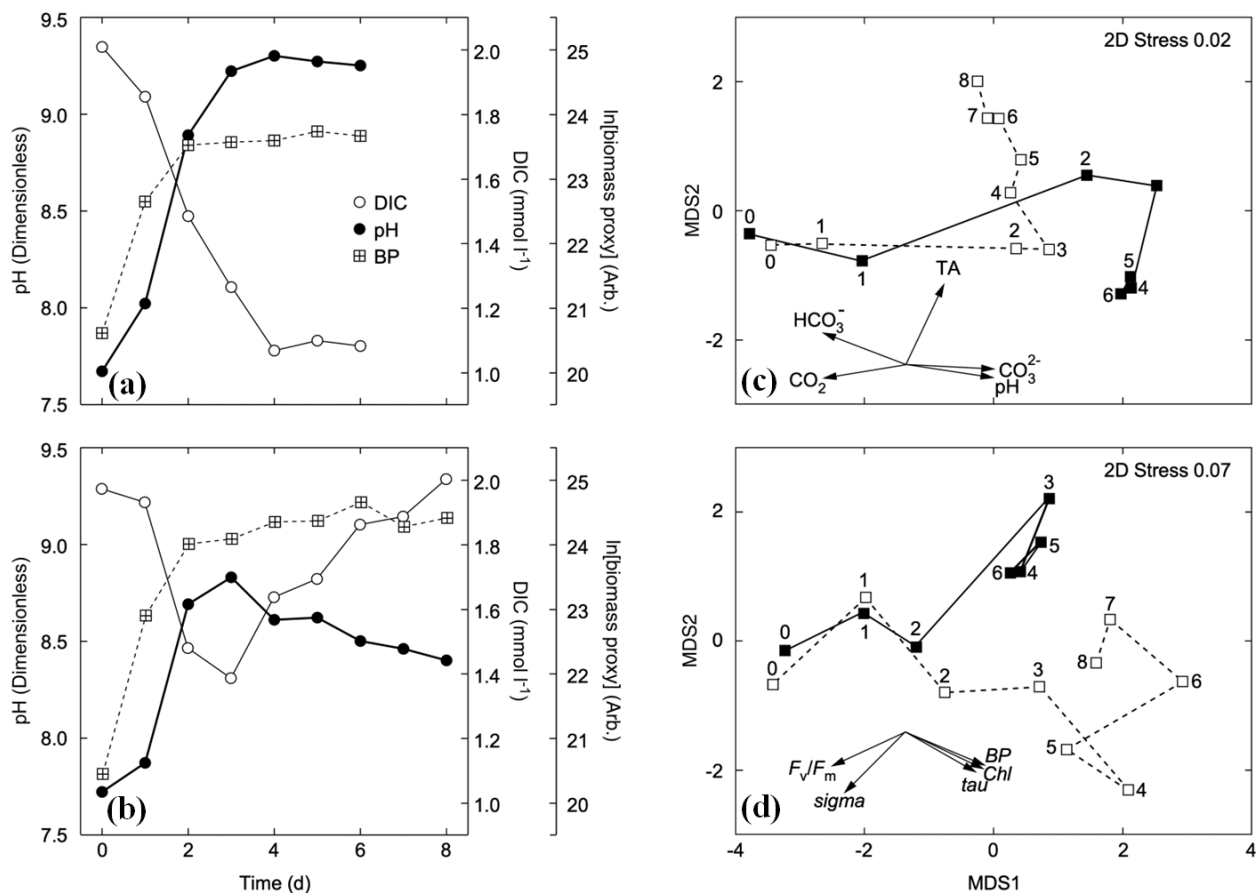 9.5
9.0
8.5
8.0
7.5
pH (Dimensionless)
2.0
1.8
1.6
1.4
1.2
1.0
DIC (mmol l⁻¹)
25
24
23
22
21
20
ln[biomass proxy] (Arb.)
DIC
pH
BP
(a)
9.5
9.0
8.5
8.0
7.5
pH (Dimensionless)
2.0
1.8
1.6
1.4
1.2
1.0
DIC (mmol l⁻¹)
25
24
23
22
21
20
ln[biomass proxy] (Arb.)
(b)
0 2 4 6 8
Time (d)
2D Stress 0.02
2
0
-2
MDS2
8
7 6
5
4
2
3
0
1
0
1
2
5
4
6
TA
HCO₃⁻
CO₂
CO₃²⁻
pH
(c)
2D Stress 0.07
2
0
-2
MDS2
3
5
6 4
1
0
1
2
0
2
3
7
8
6
5
4
Fv/Fm
sigma
BP
Chl
tau
(d)
-4 -2 0 2 4
MDS1